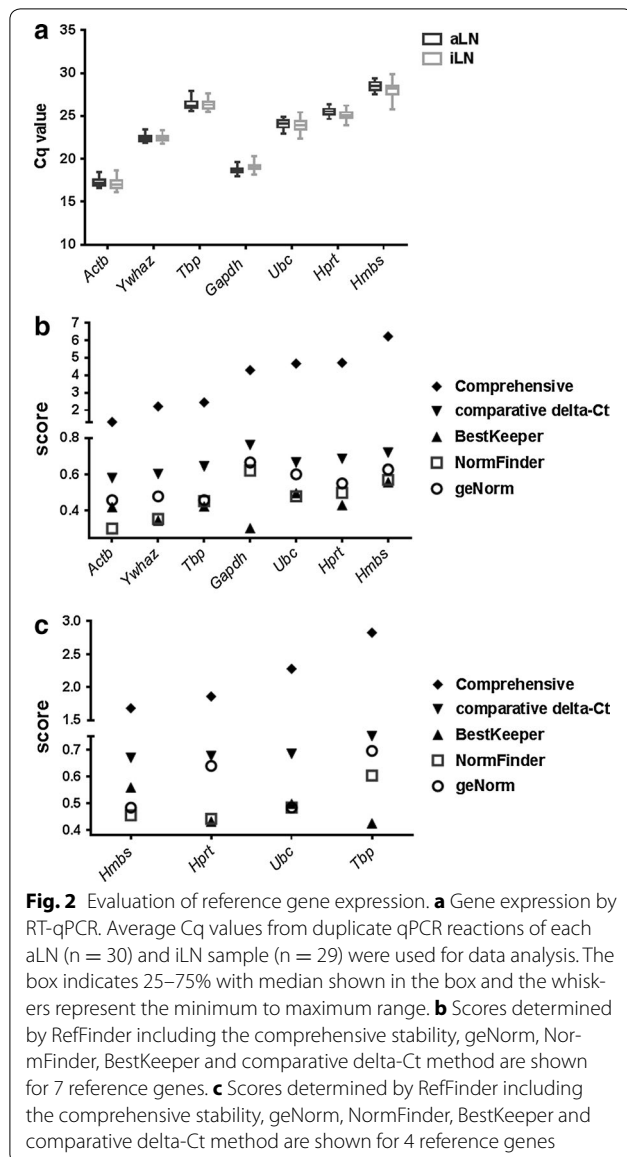 a
35
30
25
20
15
10
Cq value
aLN
iLN
Actb
Ywhaz
Tbp
Gapdh
Ubc
Hprt
Hmbs
b
7
6
5
4
3
2
0.8
0.6
0.4
score
Actb
Ywhaz
Tbp
Gapdh
Ubc
Hprt
Hmbs
Comprehensive
comparative delta-Ct
BestKeeper
NormFinder
geNorm
c
3.0
2.5
2.0
1.5
0.7
0.6
0.5
0.4
score
Hmbs
Hprt
Ubc
Tbp
Comprehensive
comparative delta-Ct
BestKeeper
NormFinder
geNorm
Fig. 2 Evaluation of reference gene expression. a Gene expression by
RT-qPCR. Average Cq values from duplicate qPCR reactions of each
aLN (n = 30) and iLN sample (n = 29) were used for data analysis. The
box indicates 25–75% with median shown in the box and the whisk-
ers represent the minimum to maximum range. b Scores determined
by RefFinder including the comprehensive stability, geNorm, Nor-
mFinder, BestKeeper and comparative delta-Ct method are shown
for 7 reference genes. c Scores determined by RefFinder including
the comprehensive stability, geNorm, NormFinder, BestKeeper and
comparative delta-Ct method are shown for 4 reference genes